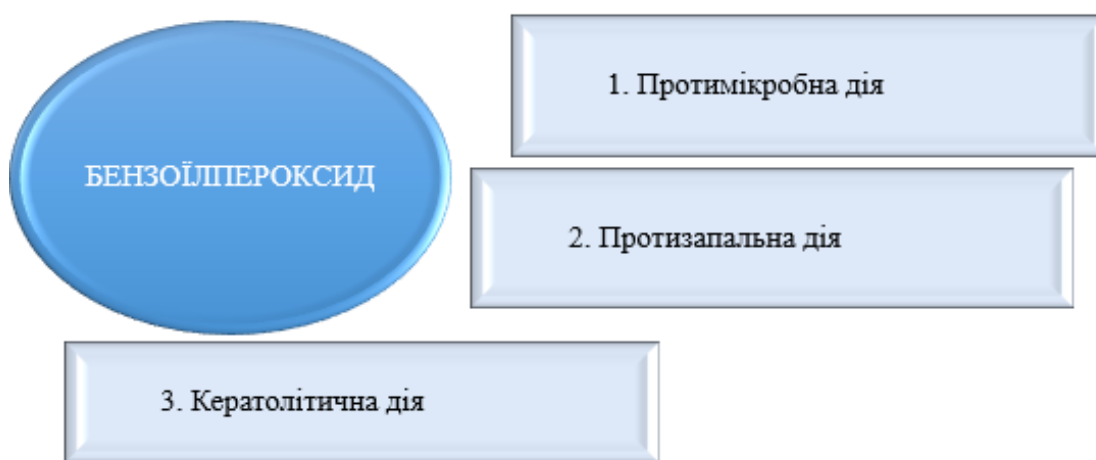 БЕНЗОЇЛПЕРОКСИД
1. Протимікробна дія
2. Протизапальна дія
3. Кератолітична дія